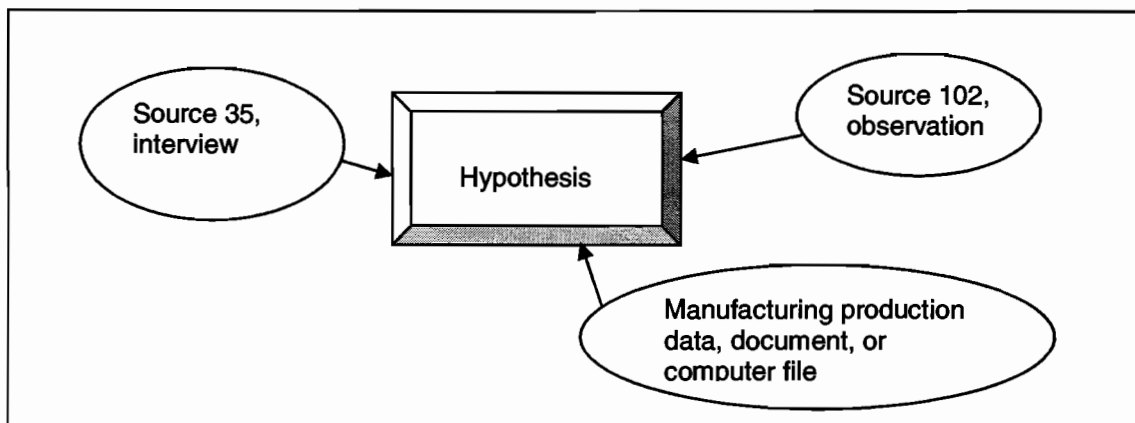 Source 35,
interview
Hypothesis
Source 102,
observation
Manufacturing production
data, document, or
computer file